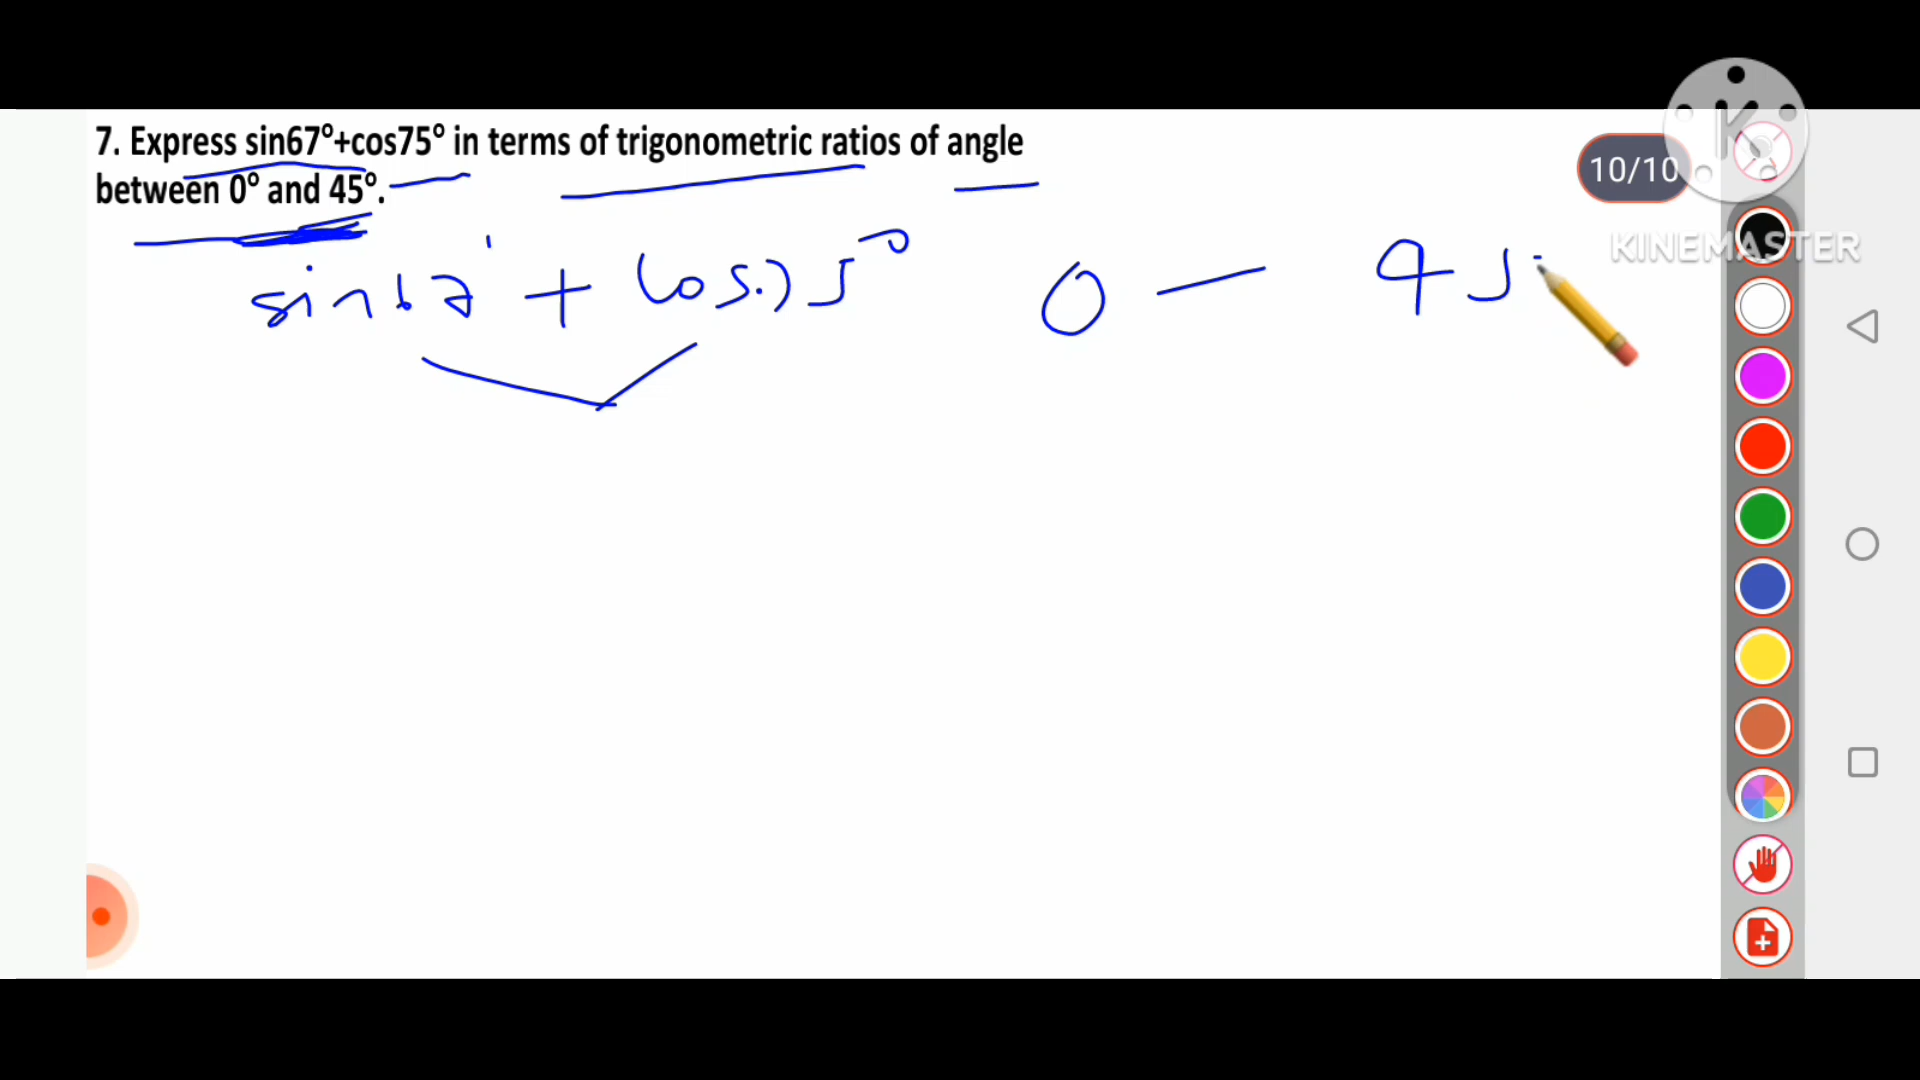 7. Express sin67°+cos75° in terms of trigonometric ratios of angle
between 0° and 45°.
sin67° + cos75° 0 — 45
10/10
KINEMASTER